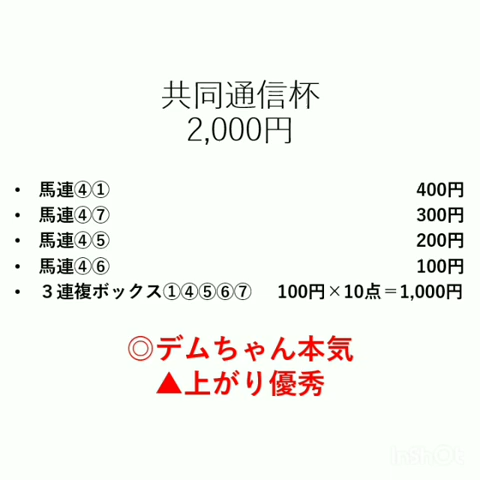 共同通信杯
2,000円
• 馬連④① 400円
• 馬連④⑦ 300円
• 馬連④⑤ 200円
• 馬連④⑥ 100円
• ３連複ボックス①④⑤⑥⑦ 100円×10点＝1,000円
◎デムちゃん本気
▲上がり優秀
InShOt